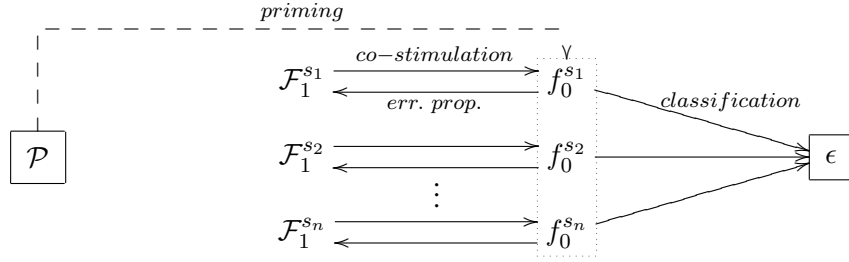 priming
co−stimulation
ℱ₁^{s₁} f₀^{s₁}
err. prop. classification
𝒫 ℱ₁^{s₂} f₀^{s₂} ϵ
⋮
ℱ₁^{sₙ} f₀^{sₙ}